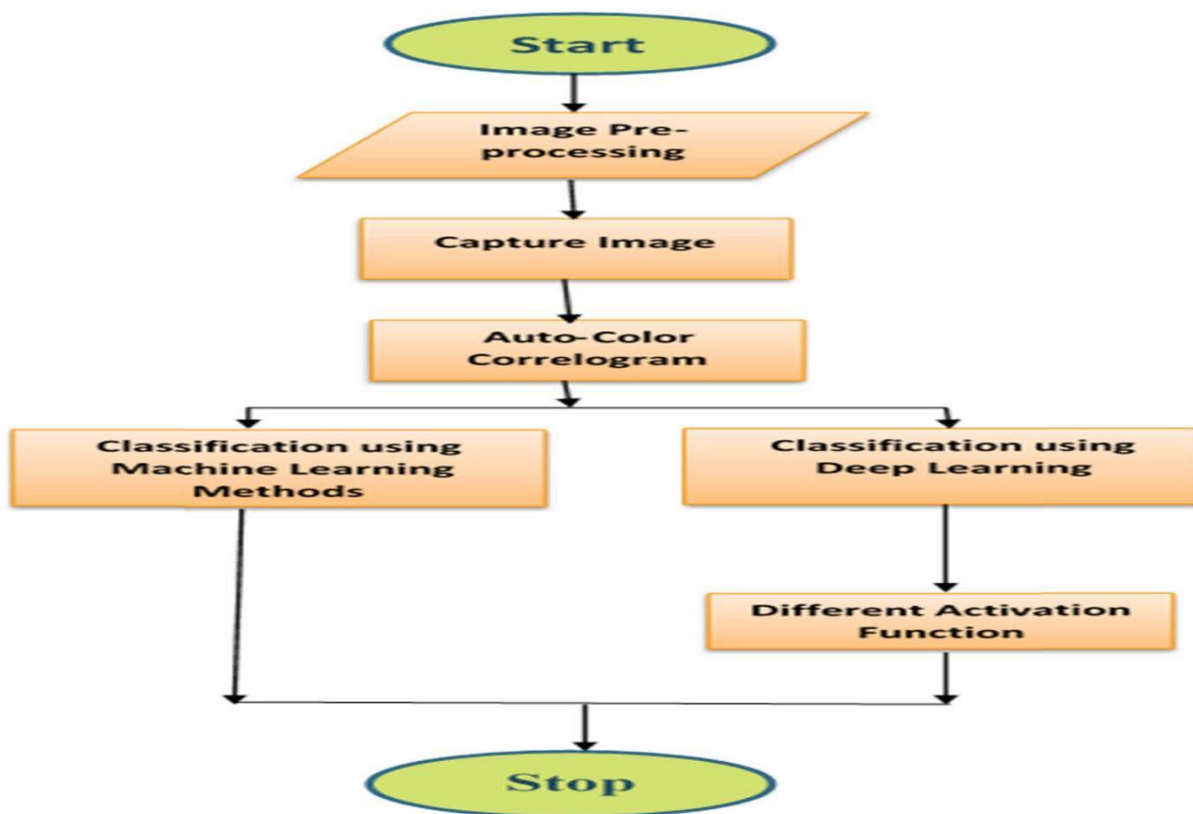 Start
Image Pre-
processing
Capture Image
Auto-Color
Correlogram
Classification using
Machine Learning
Methods
Classification using
Deep Learning
Different Activation
Function
Stop